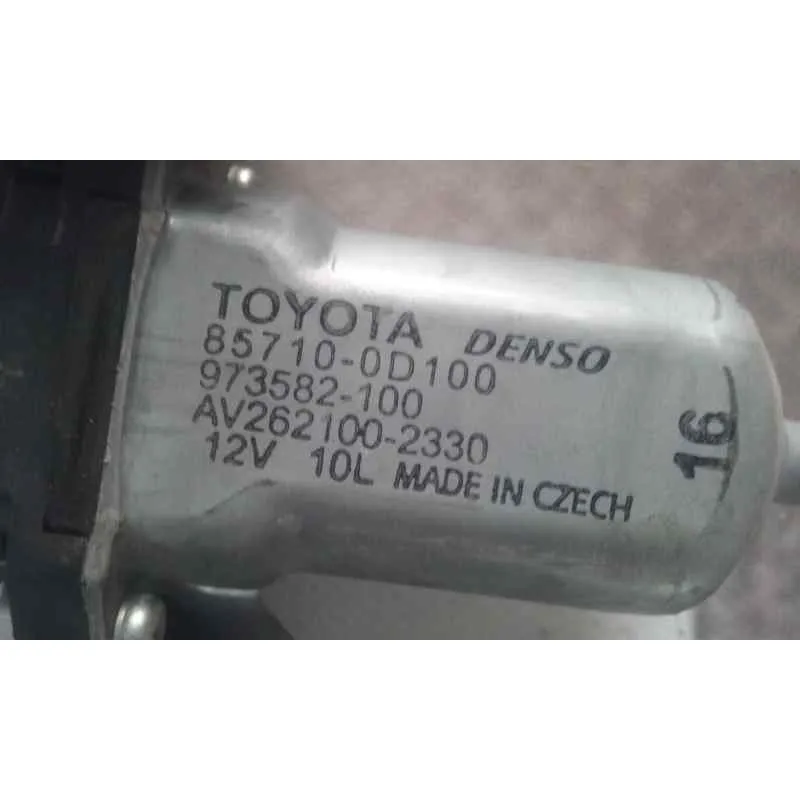 TOYOTA DENSO
85710-0D100
973582-100
AV262100-2330
12V 10L MADE IN CZECH
16